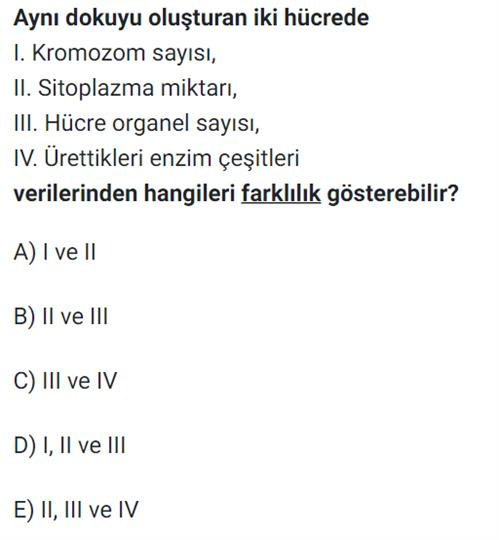 Aynı dokuyu oluşturan iki hücrede
I. Kromozom sayısı,
II. Sitoplazma miktarı,
III. Hücre organel sayısı,
IV. Ürettikleri enzim çeşitleri
verilerinden hangileri farklılık gösterebilir?
A) I ve II
B) II ve III
C) III ve IV
D) I, II ve III
E) II, III ve IV